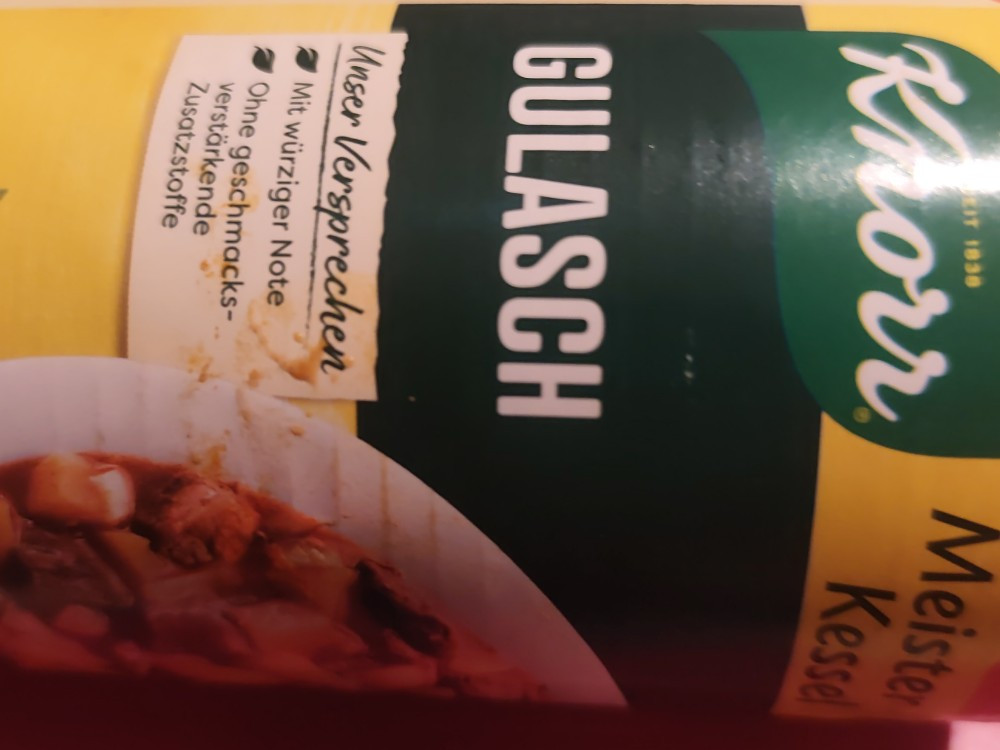 Knorr®
SEIT 1838
Meister
Kessel
GULASCH
Unser Versprechen
Mit würziger Note
Ohne geschmacks-
verstärkende
Zusatzstoffe